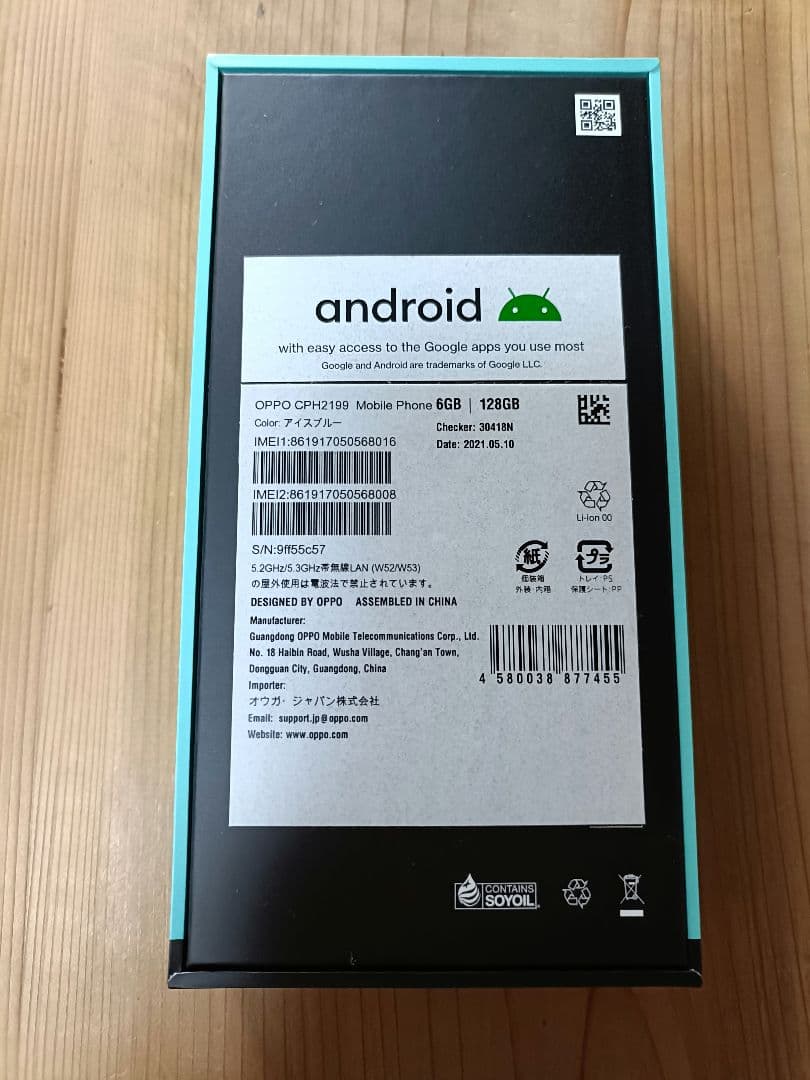 android
with easy access to the Google apps you use most
Google and Android are trademarks of Google LLC.
OPPO CPH2199 Mobile Phone 6GB | 128GB
Color: アイスブルー
Checker: 30418N
IMEI1:861917050568016
Date: 2021.05.10
IMEI2:861917050568008
Li-ion 00
S/N:9ff55c57
5.2GHz/5.3GHz帯無線LAN (W52/W53)
の屋外使用は電波法で禁止されています。
紙
個装箱
外装・内箱
プラ
トレイ:PS
保護シート:PP
DESIGNED BY OPPO ASSEMBLED IN CHINA
Manufacturer:
Guangdong OPPO Mobile Telecommunications Corp., Ltd.
No. 18 Haibin Road, Wusha Village, Chang'an Town,
Dongguan City, Guangdong, China
4 580038 877455
Importer:
オウガ・ジャパン株式会社
Email: support.jp@oppo.com
Website: www.oppo.com
CONTAINS
SOYOIL